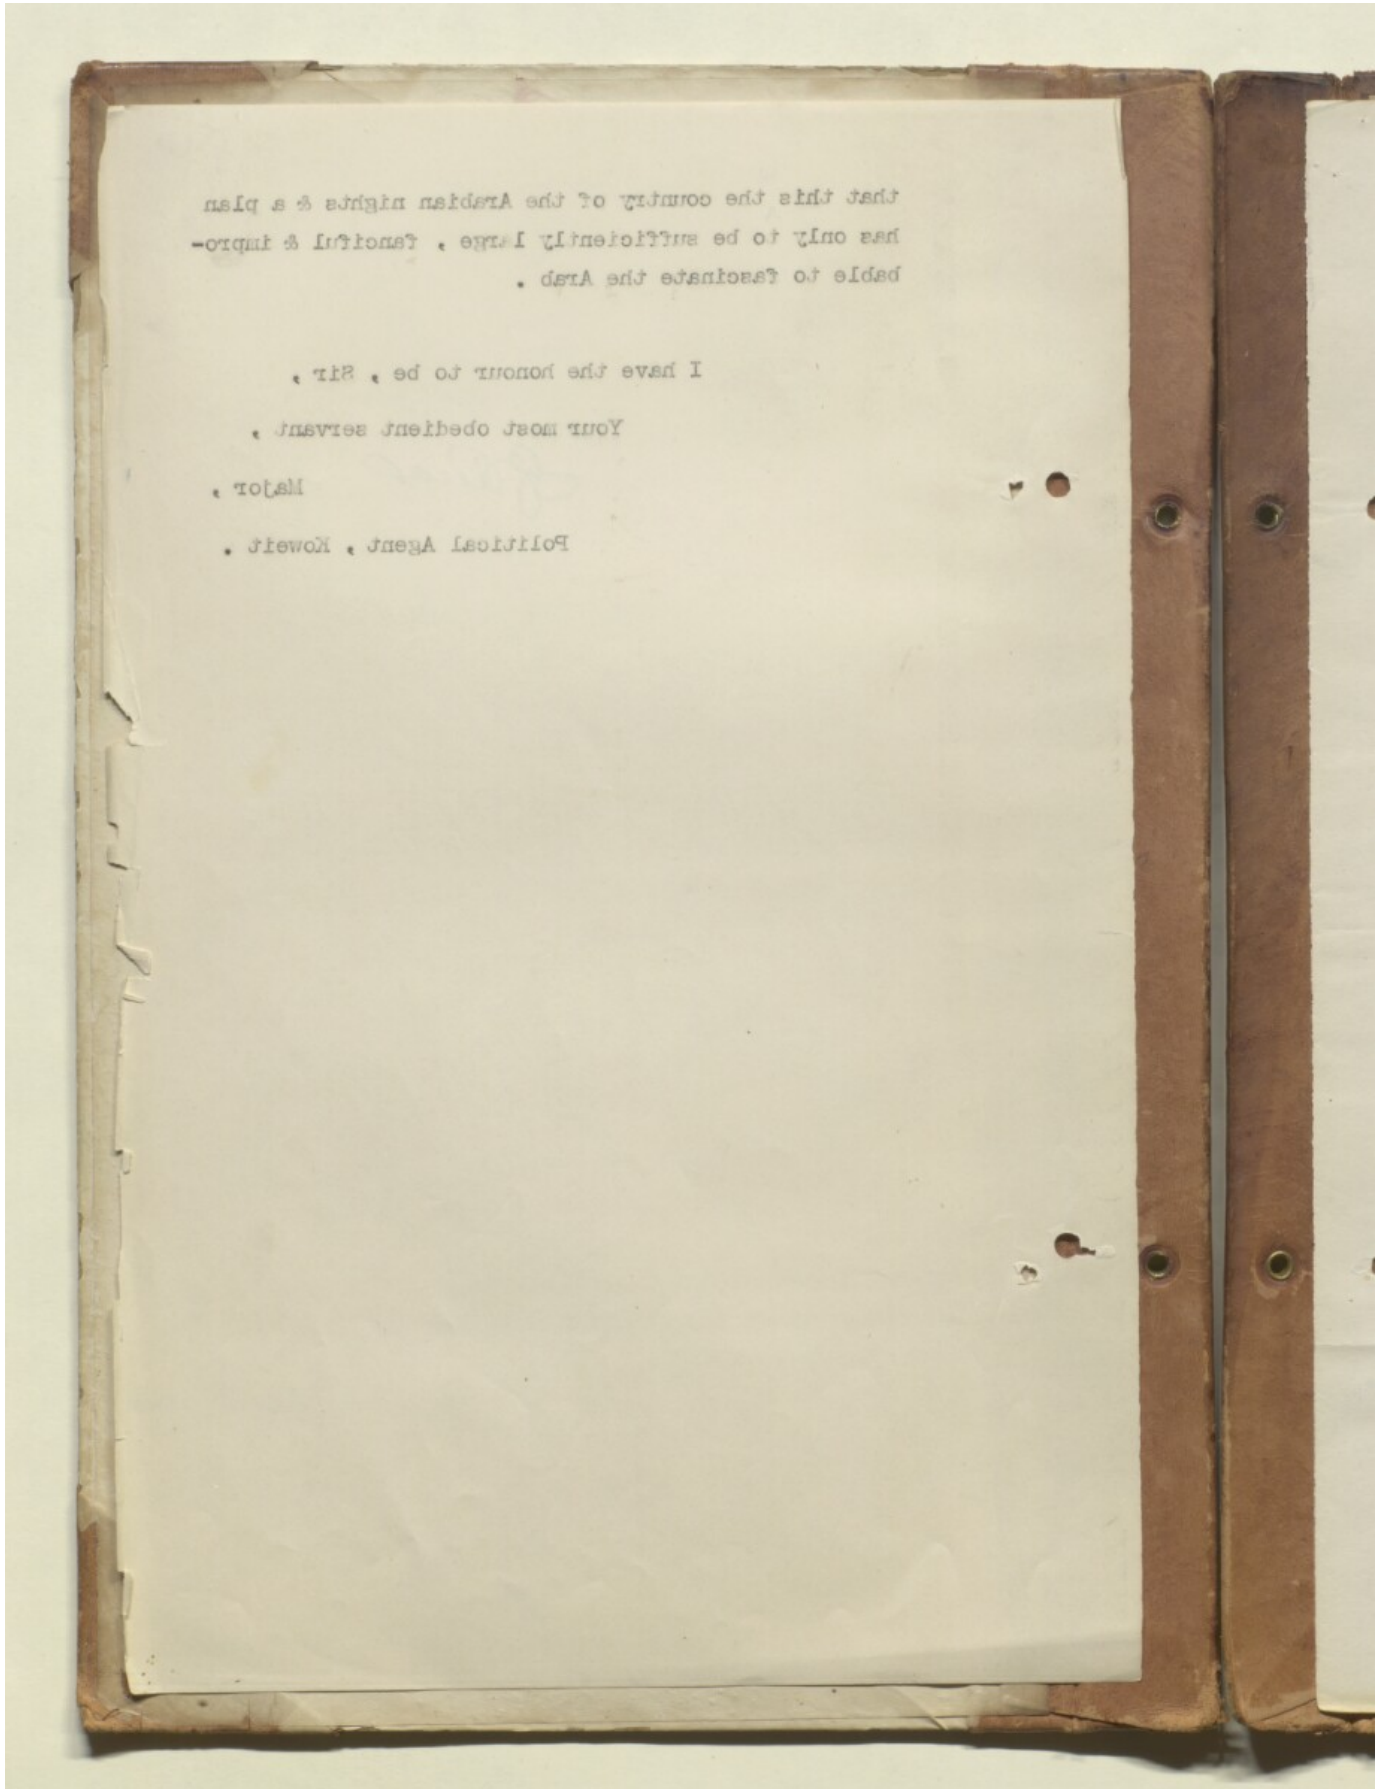 that this the country of the Arabian nights & a plan
has only to be sufficiently large , fanciful & impro-
bable to fascinate the Arab .
I have the honour to be , Sir ,
Your most obedient servant ,
Major ,
Political Agent , Koweit .